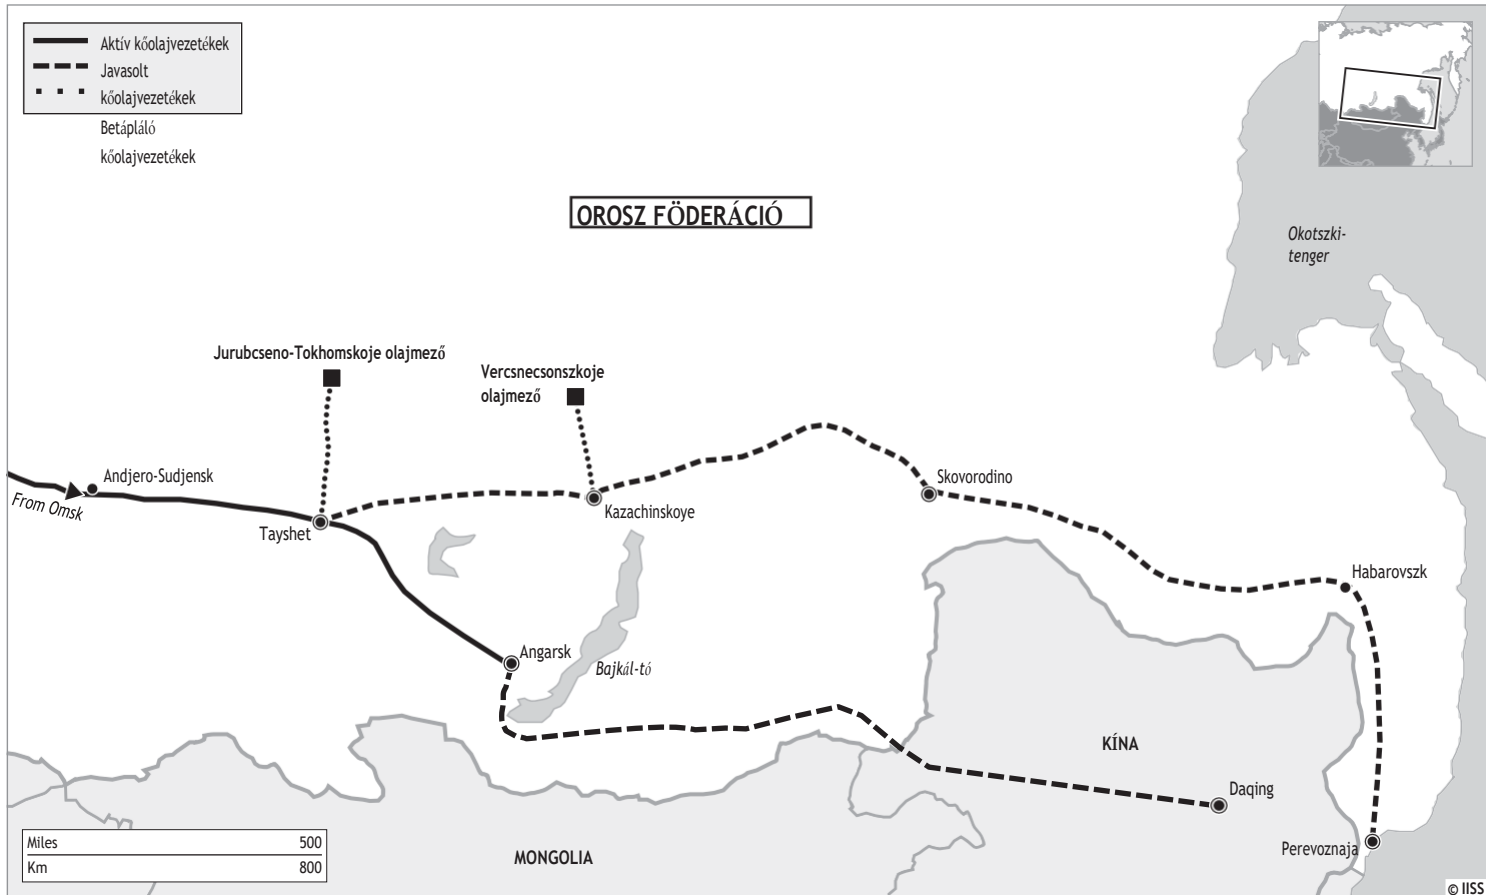 Aktív kőolajvezetékek
Javasolt
kőolajvezetékek
Betápláló
kőolajvezetékek
OROSZ FÖDERÁCIÓ
Okotszki-
tenger
Jurubcseno-Tokhomskoje olajmező
Vercsnecsonszkoje
olajmező
Andjero-Sudjensk
From Omsk
Tayshet
Kazachinskoye
Skovorodino
Habarovszk
Angarsk
Bajkál-tó
KÍNA
Daqing
Perevoznaja
MONGOLIA
Miles 500
Km 800
© IISS